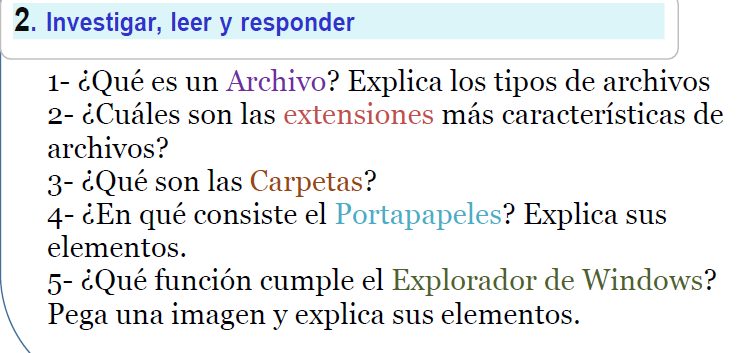 2. Investigar, leer y responder
1- ¿Qué es un Archivo? Explica los tipos de archivos
2- ¿Cuáles son las extensiones más características de
archivos?
3- ¿Qué son las Carpetas?
4- ¿En qué consiste el Portapapeles? Explica sus
elementos.
5- ¿Qué función cumple el Explorador de Windows?
Pega una imagen y explica sus elementos.